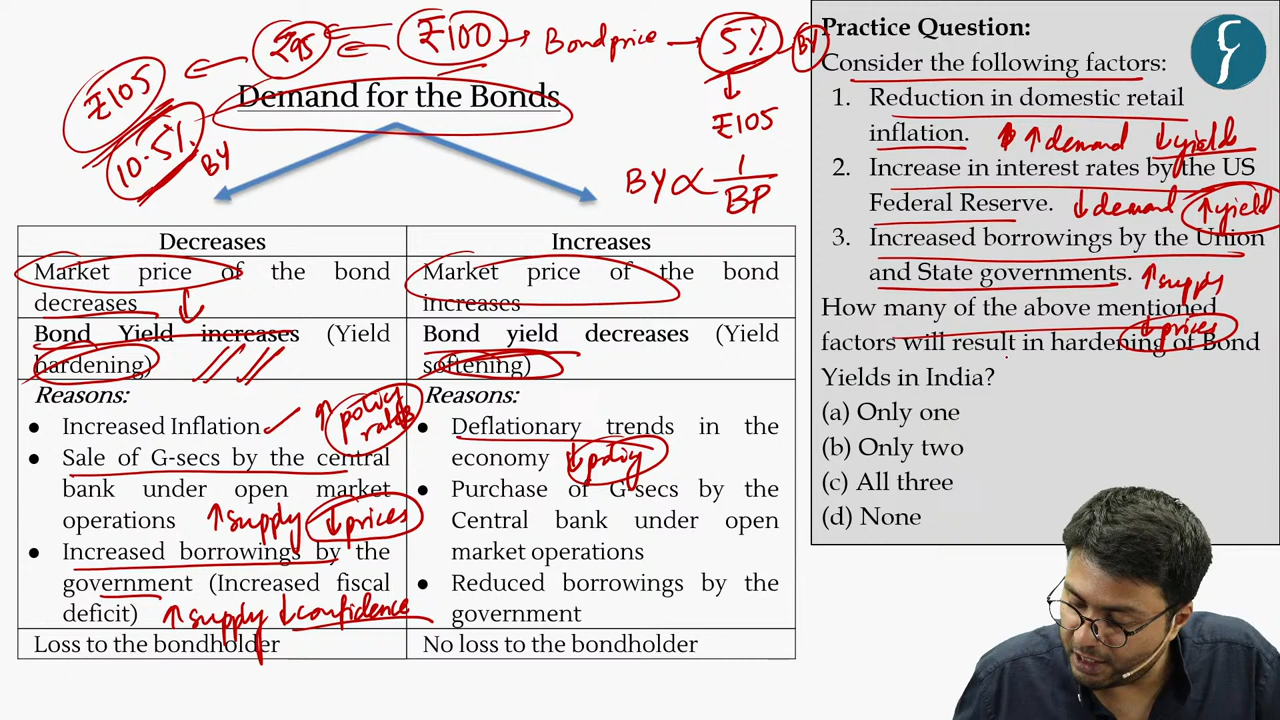 ₹95 ₹100 → Bond price → 5% BY
₹105
Demand for the Bonds
₹105
10.5%
BY
BY ∝ 1/BP
Decreases
Increases
Market price of the bond
decreases
Market price of the bond
increases
Bond Yield increases (Yield
hardening)
Bond yield decreases (Yield
softening)
Reasons:
● Increased Inflation
↑ policy
rates
● Sale of G-secs by the central
bank under open market
operations ↑ supply ↓ prices
● Increased borrowings by the
government (Increased fiscal
deficit) ↑ supply ↓ confidence
Reasons:
● Deflationary trends in the
economy ↓ policy
● Purchase of G-secs by the
Central bank under open
market operations
● Reduced borrowings by the
government
Loss to the bondholder
No loss to the bondholder
Practice Question:
Consider the following factors:
1. Reduction in domestic retail
inflation. ↑ demand ↓ yields
2. Increase in interest rates by the US
Federal Reserve. ↓ demand ↑ yield
3. Increased borrowings by the Union
and State governments. ↑ supply
How many of the above mentioned
↓ prices
factors will result in hardening of Bond
Yields in India?
(a) Only one
(b) Only two
(c) All three
(d) None